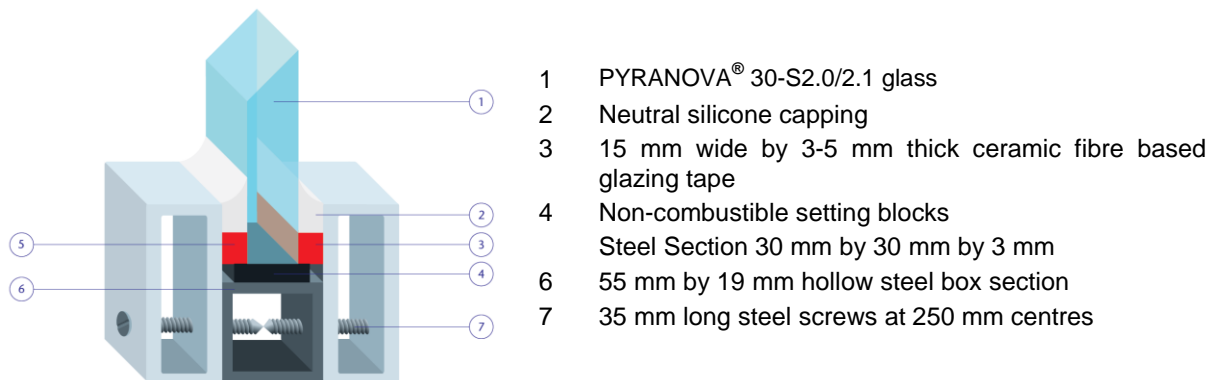 1
2
3
4
5
6
7
1 PYRANOVA® 30-S2.0/2.1 glass
2 Neutral silicone capping
3 15 mm wide by 3-5 mm thick ceramic fibre based
glazing tape
4 Non-combustible setting blocks
Steel Section 30 mm by 30 mm by 3 mm
6 55 mm by 19 mm hollow steel box section
7 35 mm long steel screws at 250 mm centres